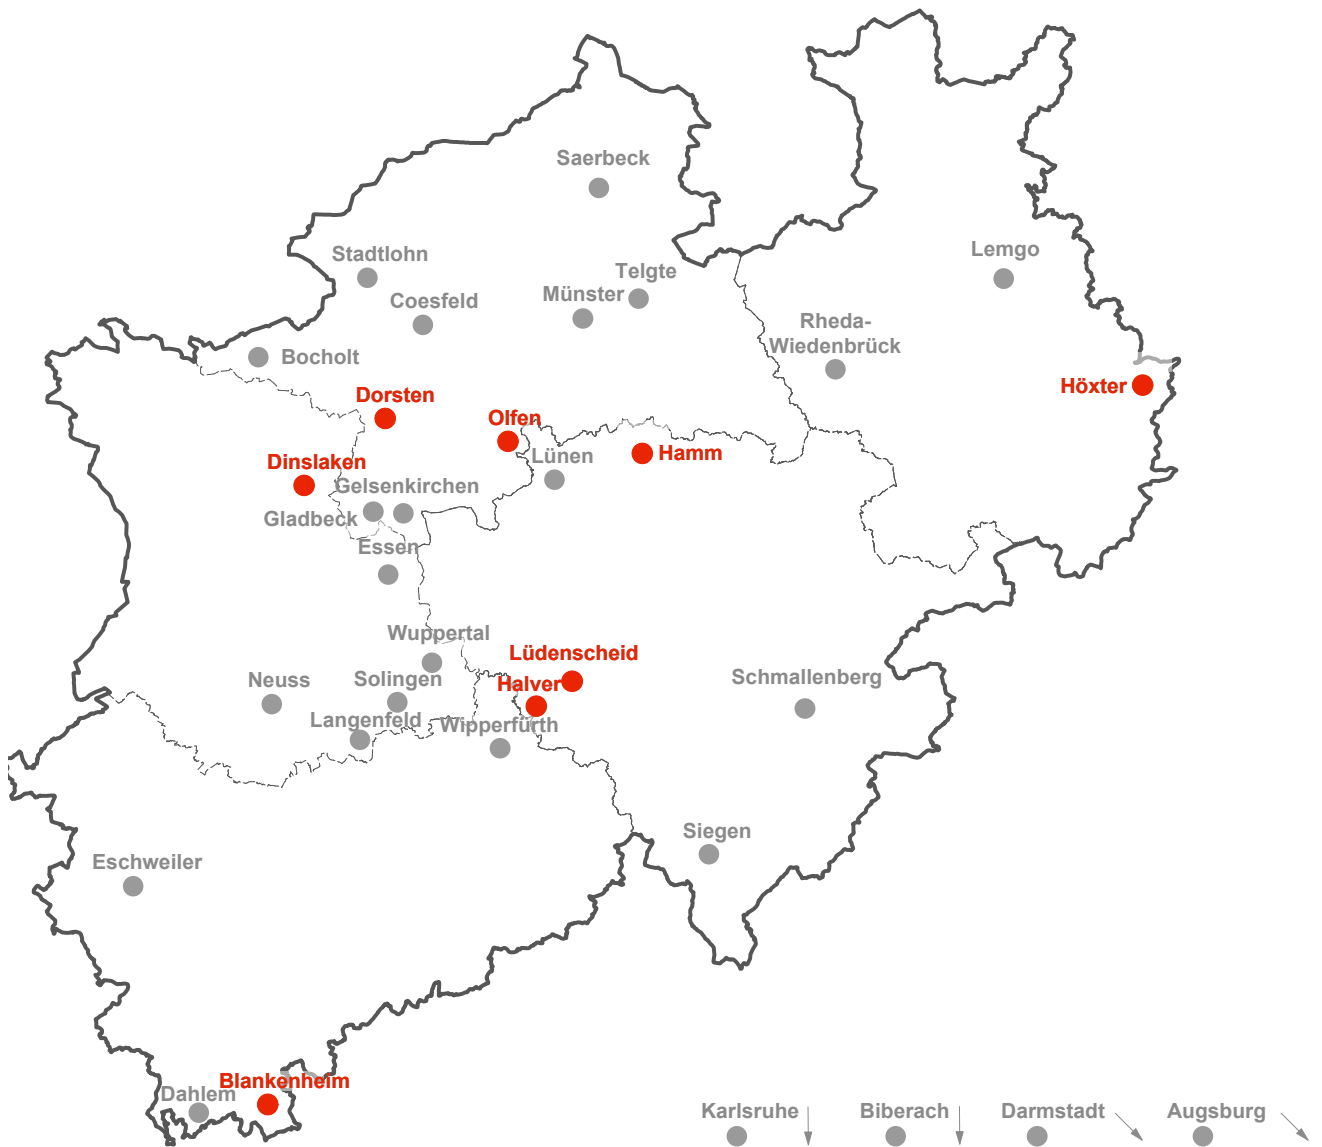 Saerbeck
Stadtlohn
Lemgo
Telgte
Coesfeld
Münster
Rheda-
Wiedenbrück
Bocholt
Höxter
Dorsten
Olfen
Hamm
Lünen
Dinslaken
Gelsenkirchen
Gladbeck
Essen
Wuppertal
Lüdenscheid
Schmallenberg
Neuss
Solingen
Halver
Langenfeld
Wipperfürth
Siegen
Eschweiler
Blankenheim
Dahlem
Karlsruhe
Biberach
Darmstadt
Augsburg